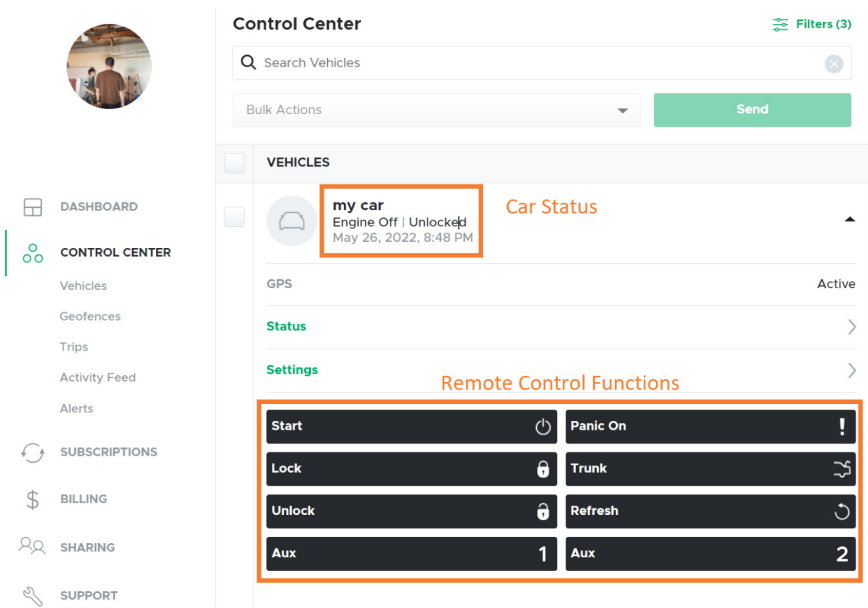 Control Center
Filters (3)
Search Vehicles
Bulk Actions
Send
VEHICLES
my car
Engine Off | Unlocked
May 26, 2022, 8:48 PM
Car Status
GPS
Active
Status
Settings
Remote Control Functions
Start
Panic On
!
Lock
Trunk
Unlock
Refresh
Aux
1
Aux
2
DASHBOARD
CONTROL CENTER
Vehicles
Geofences
Trips
Activity Feed
Alerts
SUBSCRIPTIONS
$
BILLING
SHARING
SUPPORT